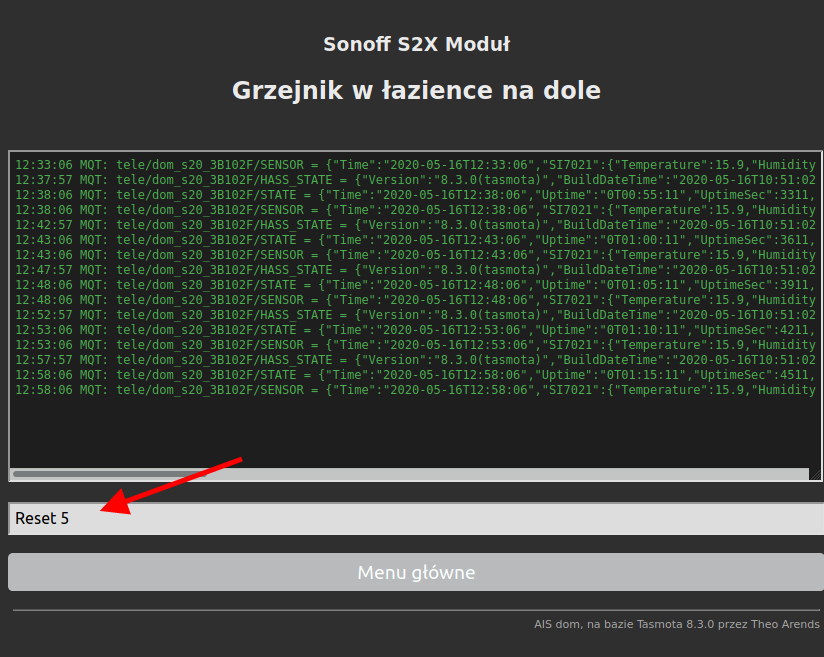 Sonoff S2X Moduł
Grzejnik w łazience na dole
12:33:06 MQT: tele/dom_s20_3B102F/SENSOR = {"Time":"2020-05-16T12:33:06","SI7021":{"Temperature":15.9,"Humidity
12:37:57 MQT: tele/dom_s20_3B102F/HASS_STATE = {"Version":"8.3.0(tasmota)","BuildDateTime":"2020-05-16T10:51:02
12:38:06 MQT: tele/dom_s20_3B102F/STATE = {"Time":"2020-05-16T12:38:06","Uptime":"0T00:55:11","UptimeSec":3311,
12:38:06 MQT: tele/dom_s20_3B102F/SENSOR = {"Time":"2020-05-16T12:38:06","SI7021":{"Temperature":15.9,"Humidity
12:42:57 MQT: tele/dom_s20_3B102F/HASS_STATE = {"Version":"8.3.0(tasmota)","BuildDateTime":"2020-05-16T10:51:02
12:43:06 MQT: tele/dom_s20_3B102F/STATE = {"Time":"2020-05-16T12:43:06","Uptime":"0T01:00:11","UptimeSec":3611,
12:43:06 MQT: tele/dom_s20_3B102F/SENSOR = {"Time":"2020-05-16T12:43:06","SI7021":{"Temperature":15.9,"Humidity
12:47:57 MQT: tele/dom_s20_3B102F/HASS_STATE = {"Version":"8.3.0(tasmota)","BuildDateTime":"2020-05-16T10:51:02
12:48:06 MQT: tele/dom_s20_3B102F/STATE = {"Time":"2020-05-16T12:48:06","Uptime":"0T01:05:11","UptimeSec":3911,
12:48:06 MQT: tele/dom_s20_3B102F/SENSOR = {"Time":"2020-05-16T12:48:06","SI7021":{"Temperature":15.9,"Humidity
12:52:57 MQT: tele/dom_s20_3B102F/HASS_STATE = {"Version":"8.3.0(tasmota)","BuildDateTime":"2020-05-16T10:51:02
12:53:06 MQT: tele/dom_s20_3B102F/STATE = {"Time":"2020-05-16T12:53:06","Uptime":"0T01:10:11","UptimeSec":4211,
12:53:06 MQT: tele/dom_s20_3B102F/SENSOR = {"Time":"2020-05-16T12:53:06","SI7021":{"Temperature":15.9,"Humidity
12:57:57 MQT: tele/dom_s20_3B102F/HASS_STATE = {"Version":"8.3.0(tasmota)","BuildDateTime":"2020-05-16T10:51:02
12:58:06 MQT: tele/dom_s20_3B102F/STATE = {"Time":"2020-05-16T12:58:06","Uptime":"0T01:15:11","UptimeSec":4511,
12:58:06 MQT: tele/dom_s20_3B102F/SENSOR = {"Time":"2020-05-16T12:58:06","SI7021":{"Temperature":15.9,"Humidity
Reset 5
Menu główne
AIS dom, na bazie Tasmota 8.3.0 przez Theo Arends